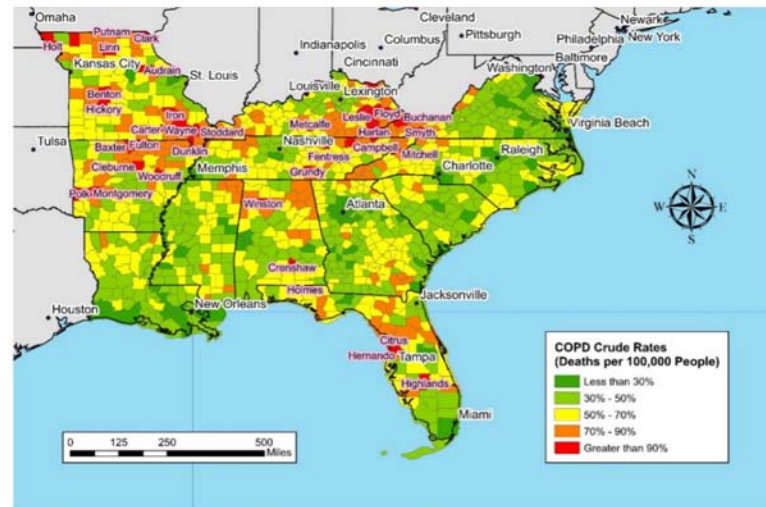 Omaha
Cleveland
Newark
Putnam
Clark
Pittsburgh
Philadelphia
New York
Holt
Linn
Indianapolis
Columbus
Baltimore
Kansas City
Audrain
Cincinnati
Washington
St. Louis
Louisville
Lexington
Benton
Hickory
Iron
Leslie
Floyd
Buchanan
Virginia Beach
Carter
Wayne
Stoddard
Metcalfe
Harlan
Smyth
Tulsa
Baxter
Fulton
Dunklin
Nashville
Campbell
Mitchell
Raleigh
Fentress
Charlotte
Cleburne
Memphis
Grundy
Woodruff
Polk
Montgomery
Winston
Atlanta
N
W
E
S
Crenshaw
Holmes
Houston
New Orleans
Jacksonville
Citrus
Hernando
Tampa
Highlands
Miami
COPD Crude Rates
(Deaths per 100,000 People)
Less than 30%
30% - 50%
50% - 70%
70% - 90%
Greater than 90%
0 125 250 500
Miles